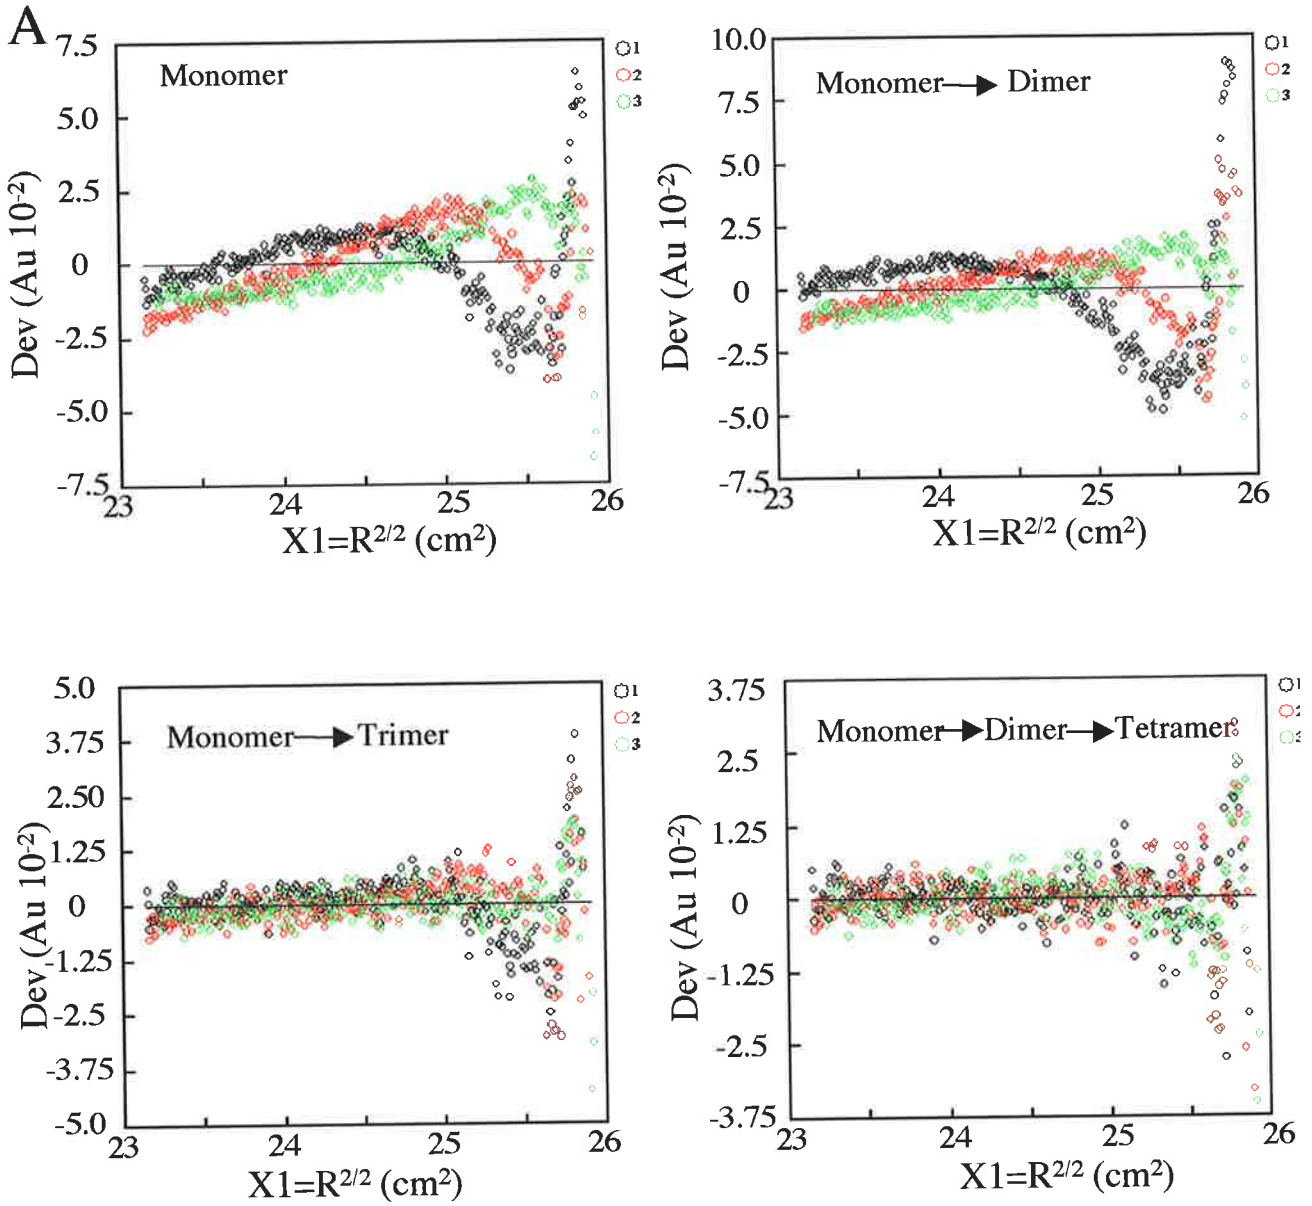 A
7.5
5.0
2.5
0
-2.5
-5.0
-7.5
Dev (Au 10-2)
Monomer
1
2
3
23 24 25 26
X1=R2/2 (cm2)
10.0
7.5
5.0
2.5
0
-2.5
-5.0
-7.5
Dev (Au 10-2)
Monomer → Dimer
1
2
3
23 24 25 26
X1=R2/2 (cm2)
5.0
3.75
2.50
1.25
0
-1.25
-2.5
-3.75
-5.0
Dev (Au 10-2)
Monomer → Trimer
1
2
3
23 24 25 26
X1=R2/2 (cm2)
3.75
2.5
1.25
0
-1.25
-2.5
-3.75
Dev (Au 10-2)
Monomer → Dimer → Tetramer
1
2
3
23 24 25 26
X1=R2/2 (cm2)